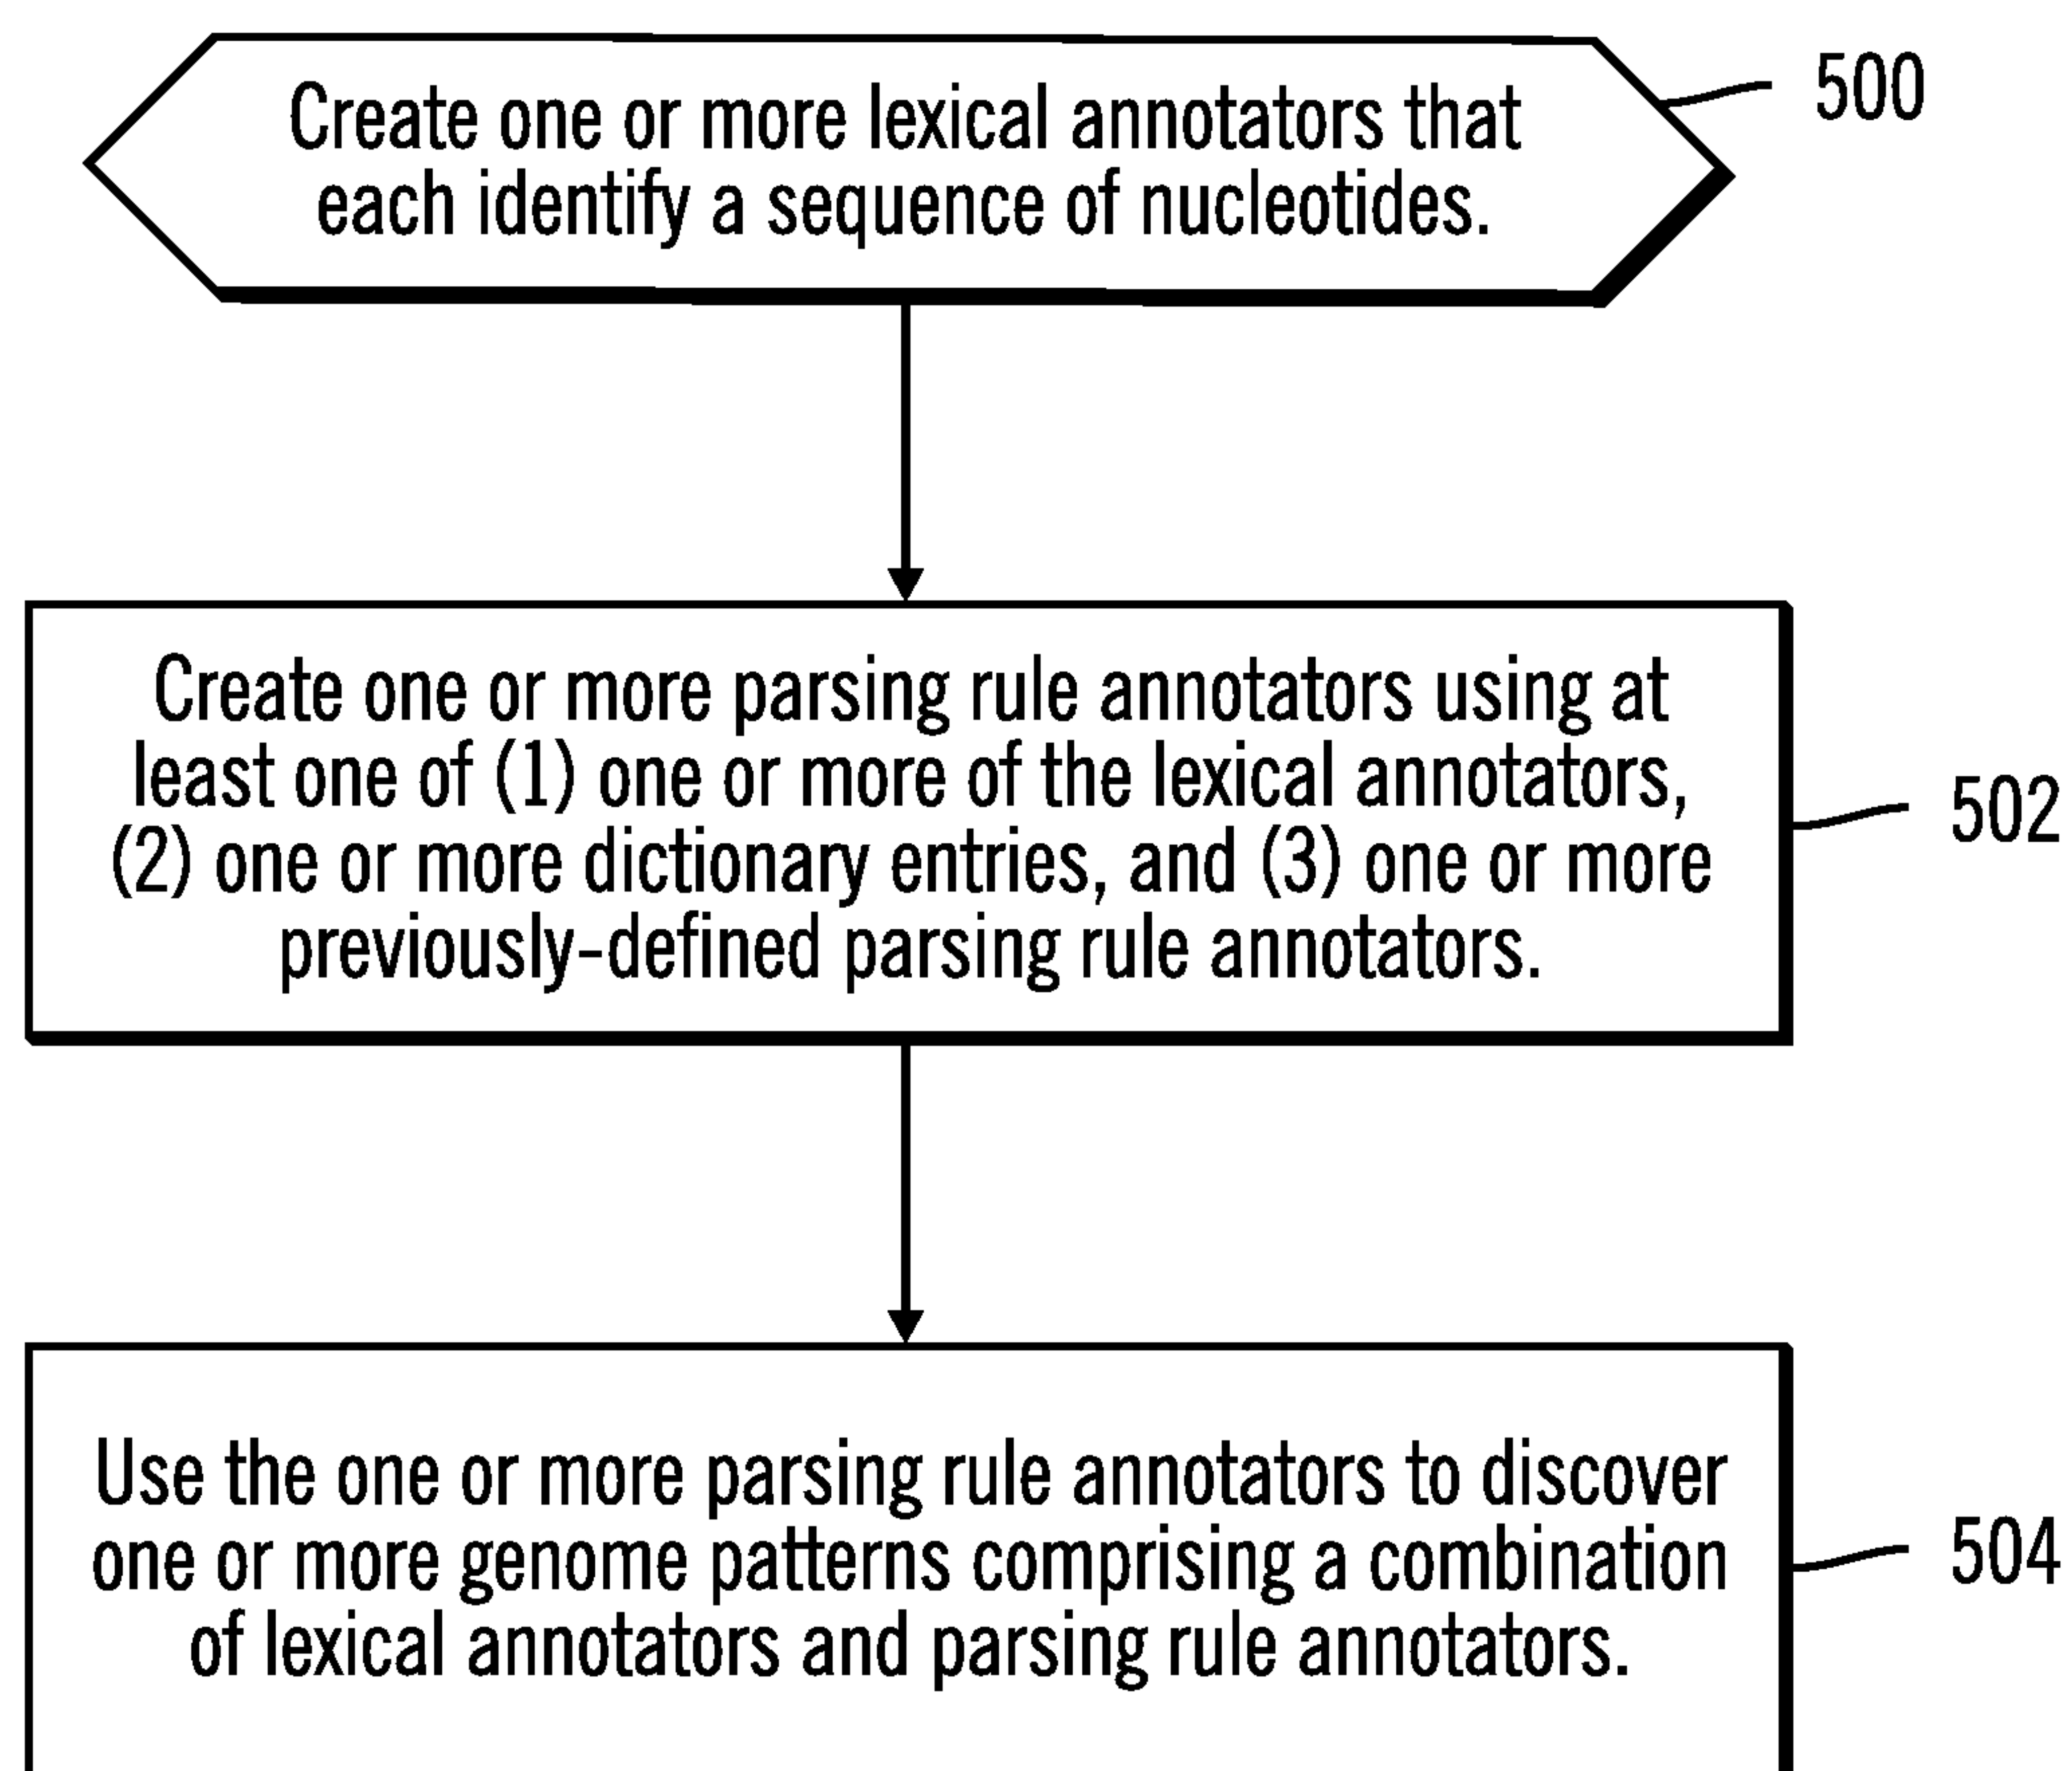 Create one or more lexical annotators that
each identify a sequence of nucleotides.
500
Create one or more parsing rule annotators using at
least one of (1) one or more of the lexical annotators,
(2) one or more dictionary entries, and (3) one or more
previously-defined parsing rule annotators.
502
Use the one or more parsing rule annotators to discover
one or more genome patterns comprising a combination
of lexical annotators and parsing rule annotators.
504